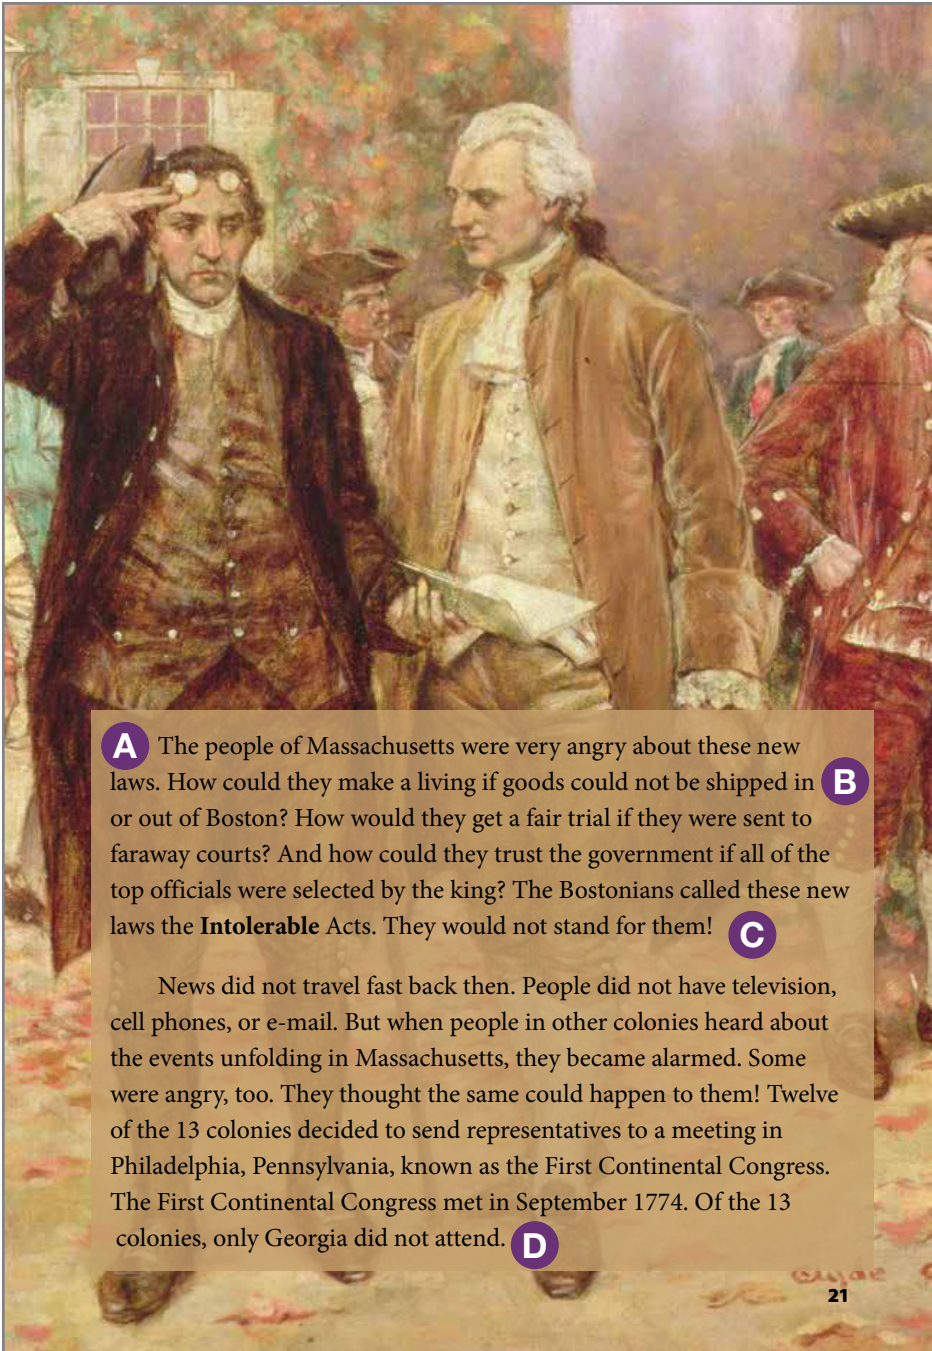 A The people of Massachusetts were very angry about these new
laws. How could they make a living if goods could not be shipped in B
or out of Boston? How would they get a fair trial if they were sent to
faraway courts? And how could they trust the government if all of the
top officials were selected by the king? The Bostonians called these new
laws the Intolerable Acts. They would not stand for them! C
News did not travel fast back then. People did not have television,
cell phones, or e-mail. But when people in other colonies heard about
the events unfolding in Massachusetts, they became alarmed. Some
were angry, too. They thought the same could happen to them! Twelve
of the 13 colonies decided to send representatives to a meeting in
Philadelphia, Pennsylvania, known as the First Continental Congress.
The First Continental Congress met in September 1774. Of the 13
colonies, only Georgia did not attend. D
21